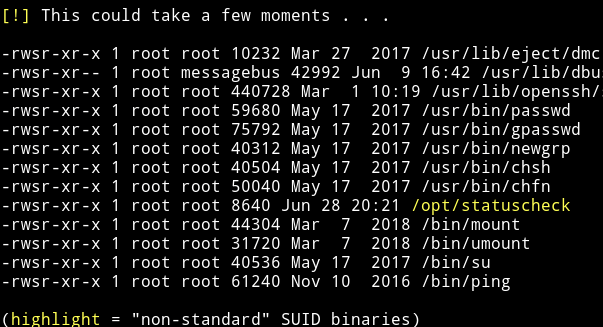 [!] This could take a few moments . . .
-rwsr-xr-x 1 root root 10232 Mar 27  2017 /usr/lib/eject/dmc
-rwsr-xr-- 1 root messagebus 42992 Jun  9 16:42 /usr/lib/dbu
-rwsr-xr-x 1 root root 440728 Mar  1 10:19 /usr/lib/openssh/s
-rwsr-xr-x 1 root root 59680 May 17  2017 /usr/bin/passwd
-rwsr-xr-x 1 root root 75792 May 17  2017 /usr/bin/gpasswd
-rwsr-xr-x 1 root root 40312 May 17  2017 /usr/bin/newgrp
-rwsr-xr-x 1 root root 40504 May 17  2017 /usr/bin/chsh
-rwsr-xr-x 1 root root 50040 May 17  2017 /usr/bin/chfn
-rwsr-xr-x 1 root root 8640 Jun 28 20:21 /opt/statuscheck
-rwsr-xr-x 1 root root 44304 Mar  7  2018 /bin/mount
-rwsr-xr-x 1 root root 31720 Mar  7  2018 /bin/umount
-rwsr-xr-x 1 root root 40536 May 17  2017 /bin/su
-rwsr-xr-x 1 root root 61240 Nov 10  2016 /bin/ping
(highlight = "non-standard" SUID binaries)